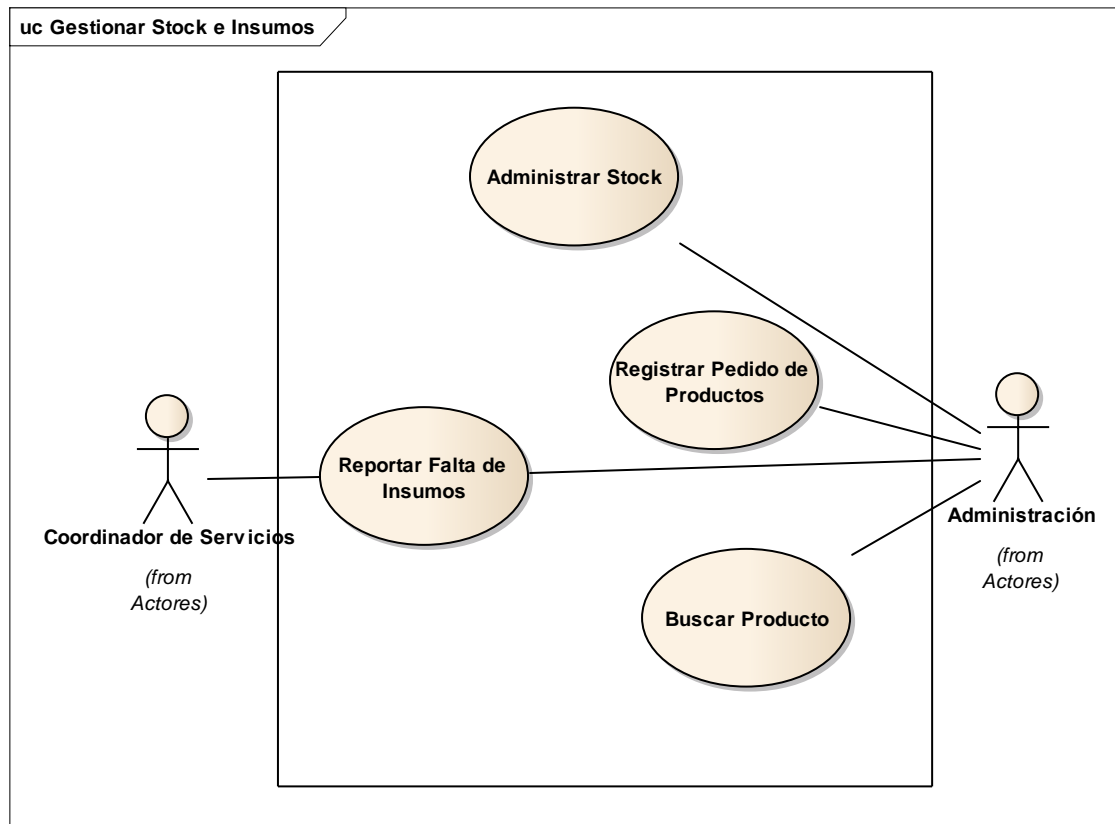 uc Gestionar Stock e Insumos
Administrar Stock
Registrar Pedido de
Productos
Reportar Falta de
Insumos
Coordinador de Servicios
(from
Actores)
Administración
(from
Actores)
Buscar Producto